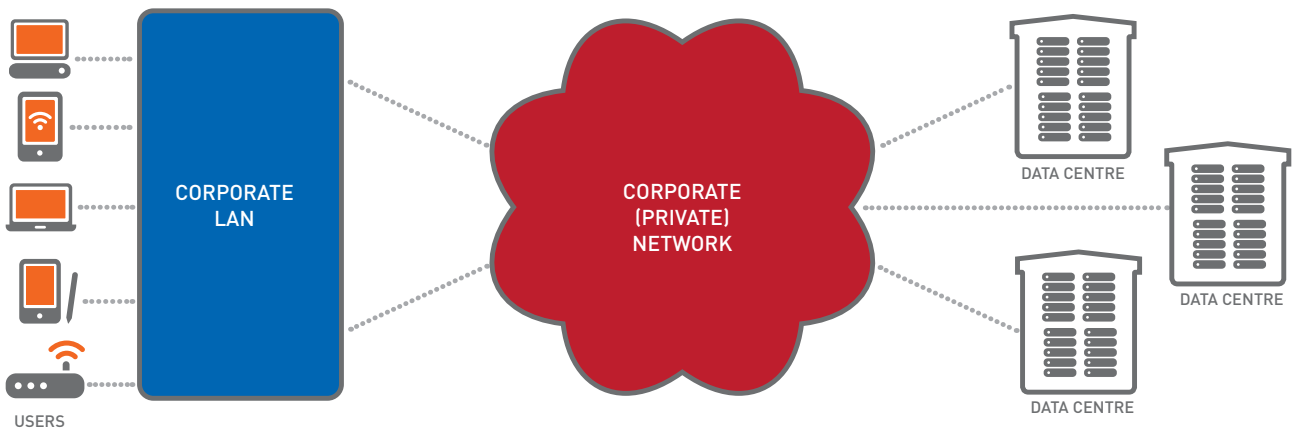 CORPORATE
LAN
CORPORATE
(PRIVATE)
NETWORK
DATA CENTRE
DATA CENTRE
DATA CENTRE
USERS